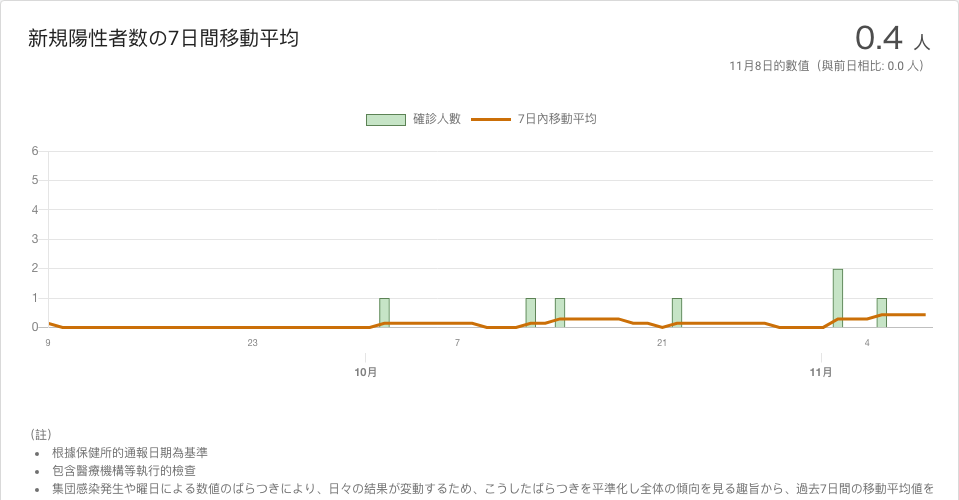 新規陽性者数の7日間移動平均
0.4 人
11月8日的數值（與前日相比: 0.0 人）
確診人數 7日內移動平均
6
5
4
3
2
1
0
9 23 7 21 4
10月 11月
（註）
根據保健所的通報日期為基準
包含醫療機構等執行的檢查
集団感染発生や曜日による数値のばらつきにより、日々の結果が変動するため、こうしたばらつきを平準化し全体の傾向を見る趣旨から、過去7日間の移動平均値を